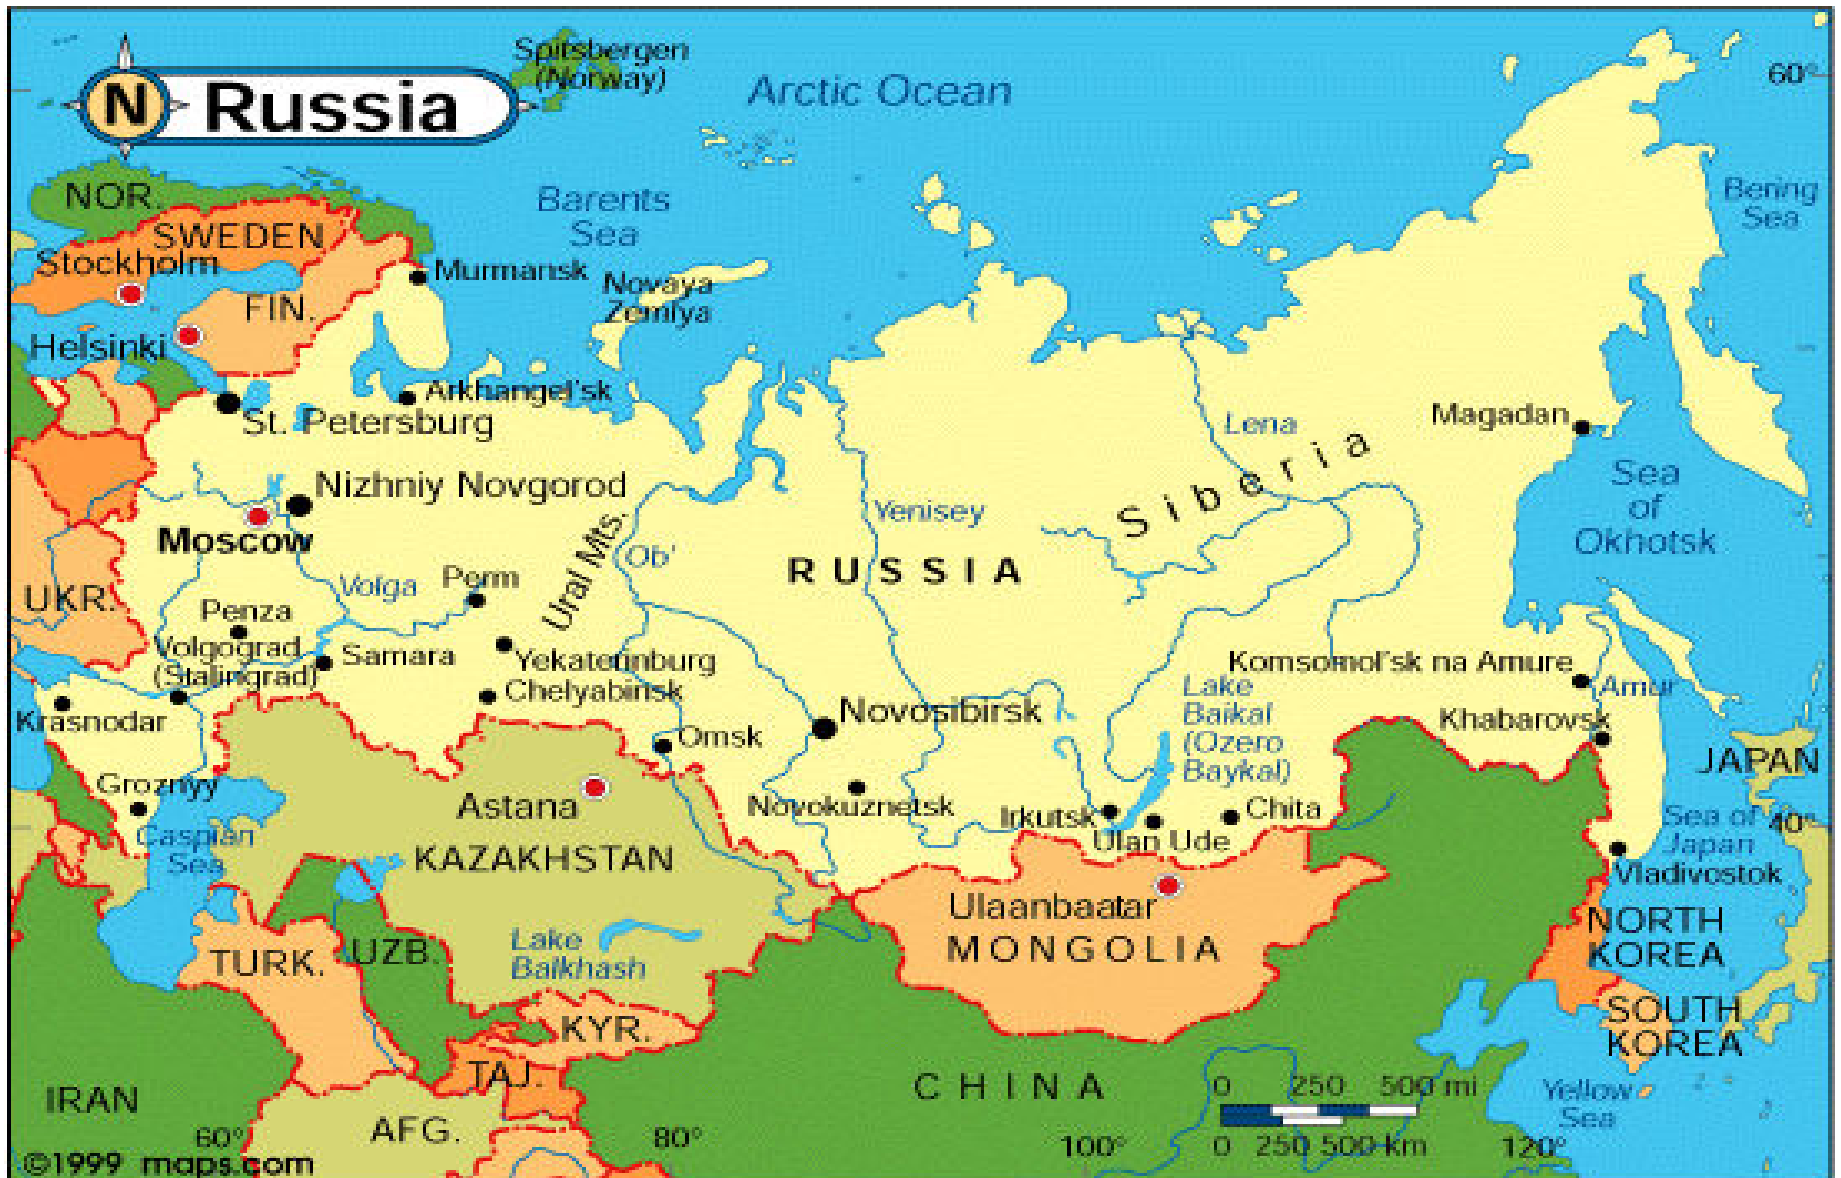 Spitsbergen
(Norway)
N Russia
Arctic Ocean
60°
NOR.
SWEDEN
Stockholm
Barents
Sea
Bering
Sea
Murmansk
Novaya
Zemlya
FIN.
Helsinki
Arkhangel'sk
St. Petersburg
Magadan
Lena
Siberia
Sea
of
Okhotsk
Nizhniy Novgorod
Moscow
Yenisey
Ural Mts.
Ob'
RUSSIA
UKR.
Volga
Perm
Penza
Volgograd
(Stalingrad)
Samara
Yekaterinburg
Chelyabinsk
Komsomol'sk na Amure
Amur
Lake
Baikal
(Ozero
Baykal)
Krasnodar
Novosibirsk
Omsk
Khabarovsk
JAPAN
Groznyy
Astana
Novokuznetsk
Irkutsk
Ulan Ude
Chita
Caspian
Sea
KAZAKHSTAN
Sea of
Japan
40°
Vladivostok
Ulaanbaatar
MONGOLIA
NORTH
KOREA
TURK.
UZB.
Lake
Balkhash
SOUTH
KOREA
KYR.
TAJ.
IRAN
CHINA
0 250 500 mi
0 250 500 km
Yellow
Sea
AFG.
60°
80°
100°
120°
©1999 maps.com